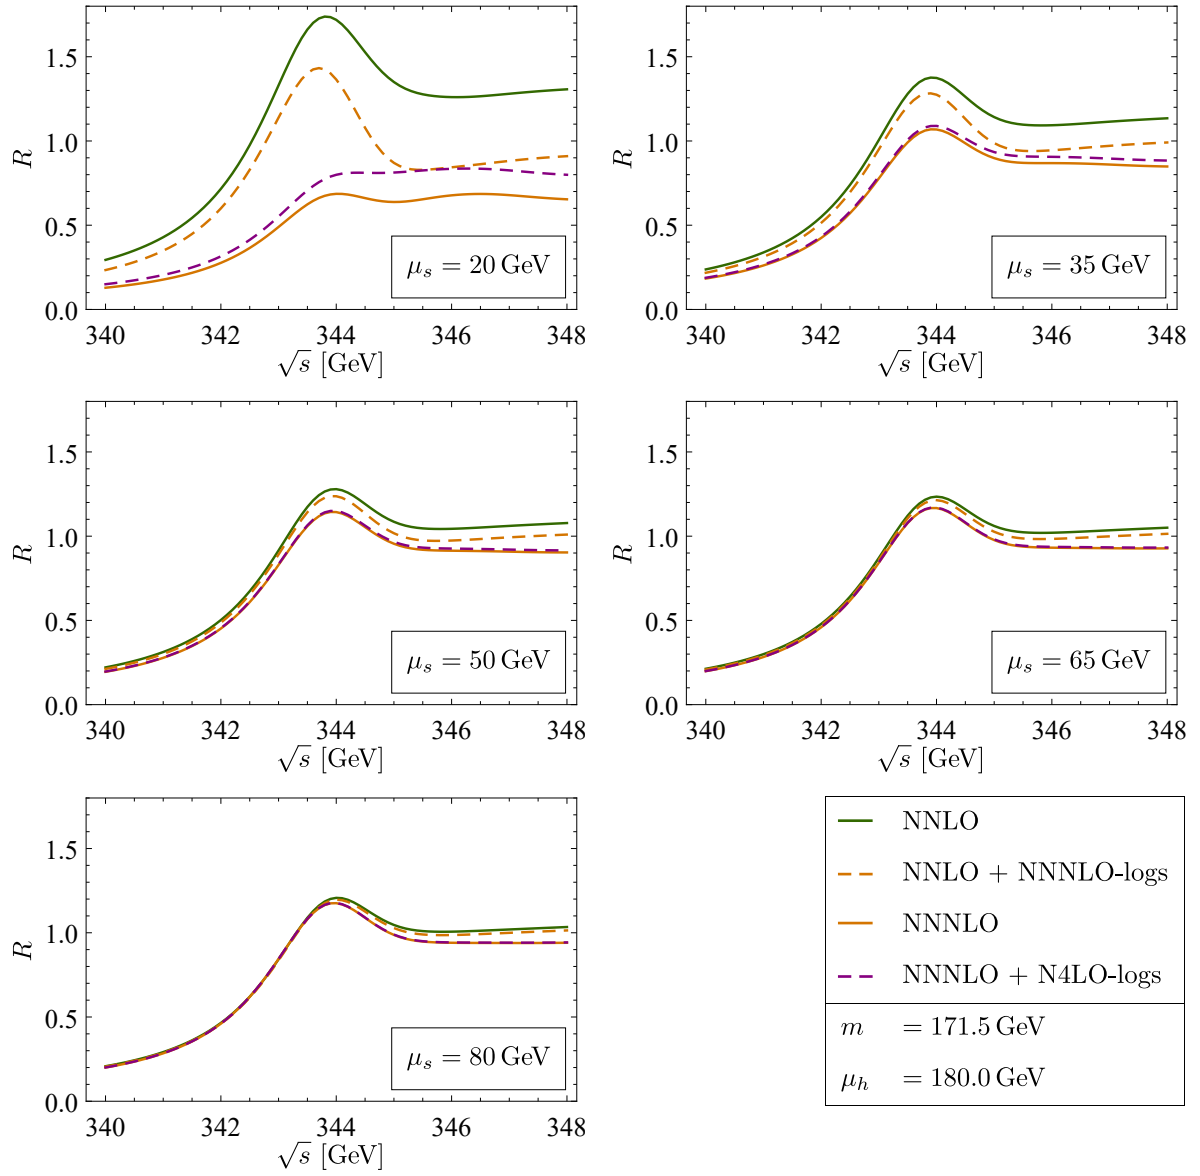 1.5
1.0
0.5
0.0
R
340 342 344 346 348
√s [GeV]
μs = 20 GeV
1.5
1.0
0.5
0.0
R
340 342 344 346 348
√s [GeV]
μs = 35 GeV
1.5
1.0
0.5
0.0
R
340 342 344 346 348
√s [GeV]
μs = 50 GeV
1.5
1.0
0.5
0.0
R
340 342 344 346 348
√s [GeV]
μs = 65 GeV
1.5
1.0
0.5
0.0
R
340 342 344 346 348
√s [GeV]
μs = 80 GeV
NNLO
NNLO + NNNLO-logs
NNNLO
NNNLO + N4LO-logs
m = 171.5 GeV
μh = 180.0 GeV